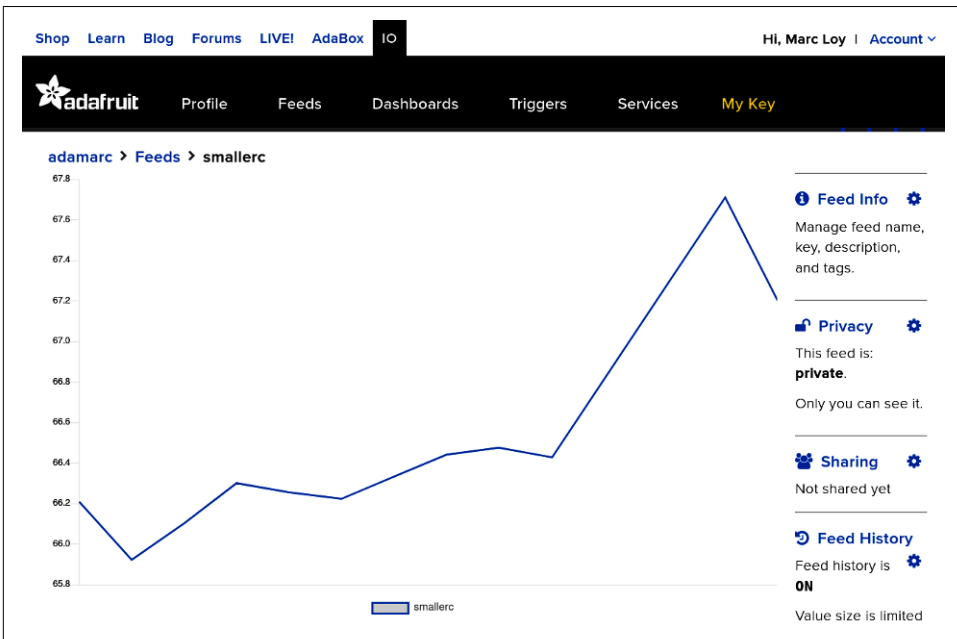 Shop Learn Blog Forums LIVE! AdaBox IO Hi, Marc Loy | Account
adafruit Profile Feeds Dashboards Triggers Services My Key
adamarc > Feeds > smallerc
67.8
67.6
67.4
67.2
67.0
66.8
66.6
66.4
66.2
66.0
65.8
smallerc
Feed Info
Manage feed name,
key, description,
and tags.
Privacy
This feed is:
private.
Only you can see it.
Sharing
Not shared yet
Feed History
Feed history is
ON
Value size is limited